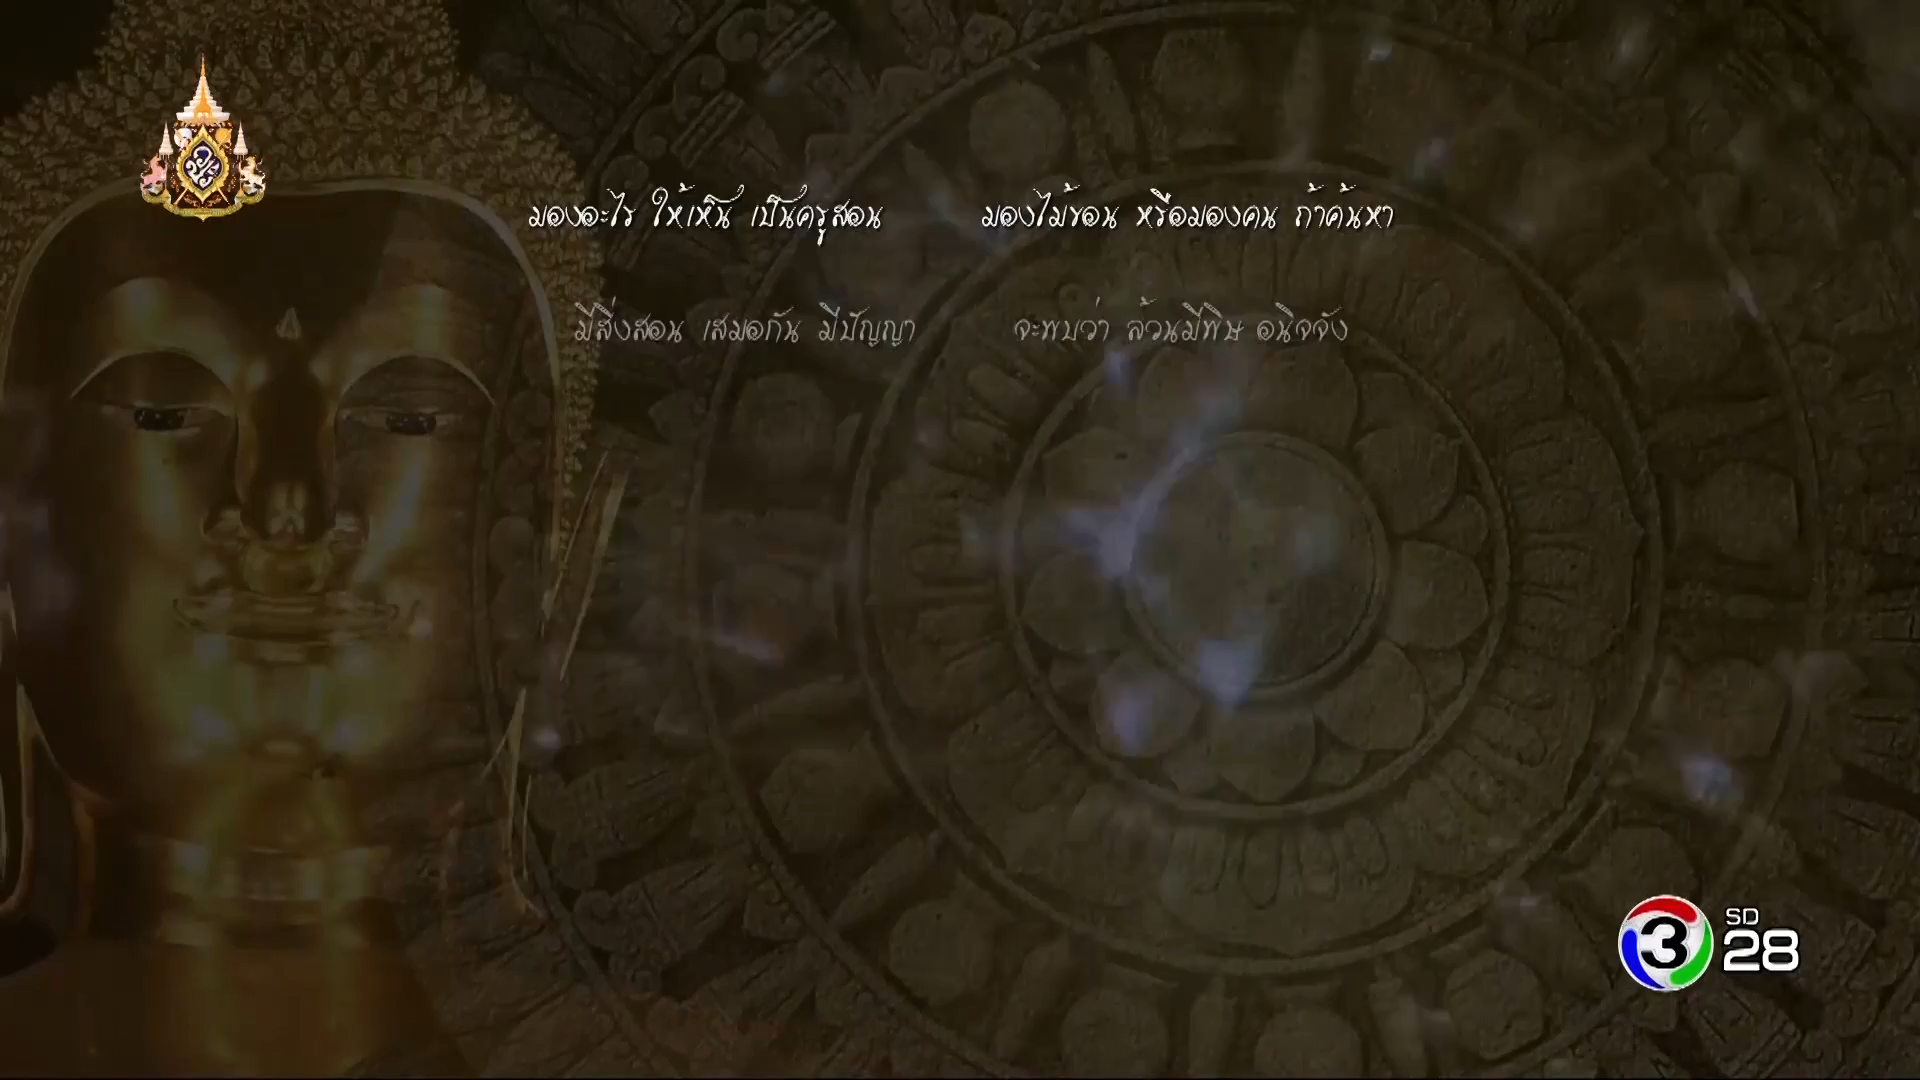 มองอะไร ให้เห็น เป็นครูสอน มองไม้ขอน หรือมองคน ถ้าค้นหา
มีสิ่งสอน เสมอกัน มีปัญญา จะพบว่า ล้วนมีพิษ อนิจจัง
3 SD 28